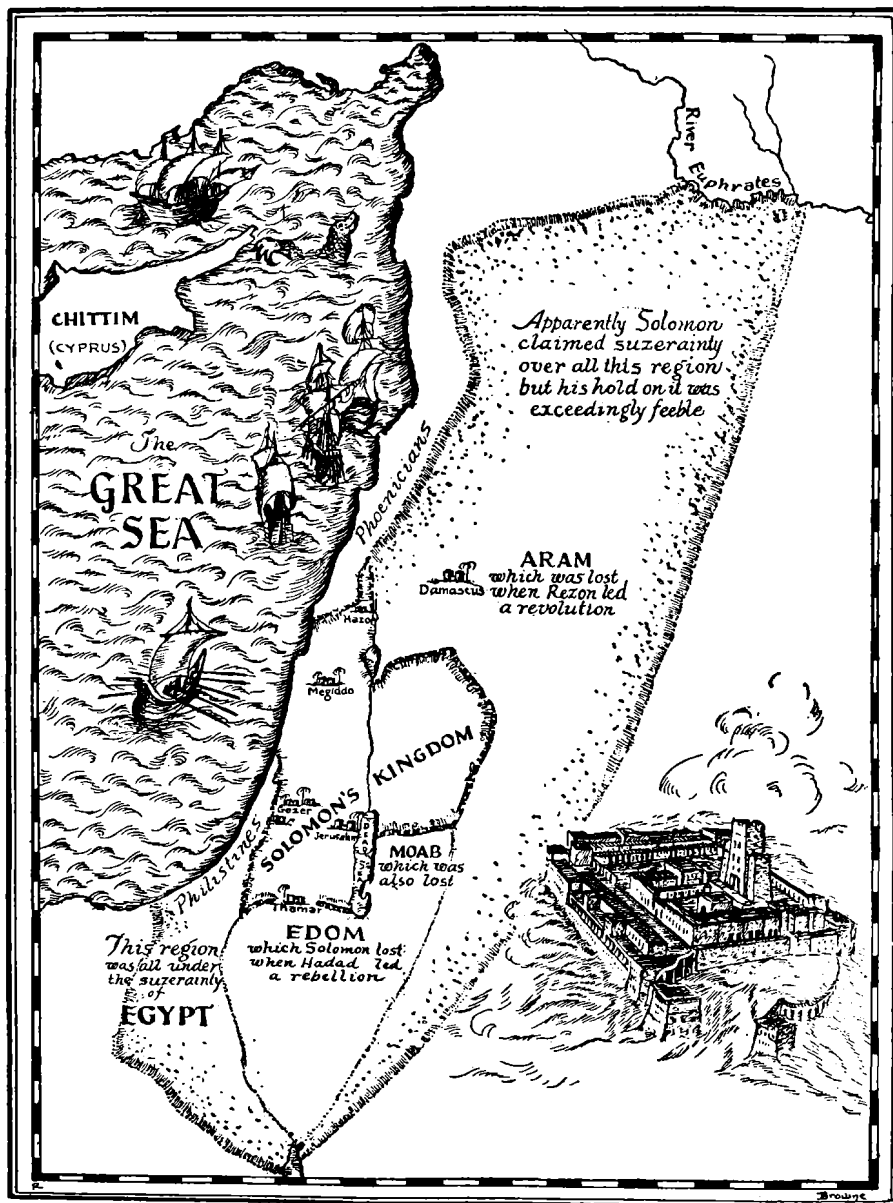 River Euphrates
CHITTIM
(CYPRUS)
Apparently Solomon
claimed suzerainty
over all this region
but his hold on it was
exceedingly feeble
The
GREAT
SEA
Phoenicians
ARAM
which was lost
when Rezon led
a revolution
Damascus
Hazor
Megiddo
SOLOMON'S KINGDOM
Gezer
Jerusalem
Dead Sea
MOAB
which was
also lost
Philistines
Thamar
EDOM
which Solomon lost
when Hadad led
a rebellion
This region
was all under
the suzerainty
of
EGYPT
Browne